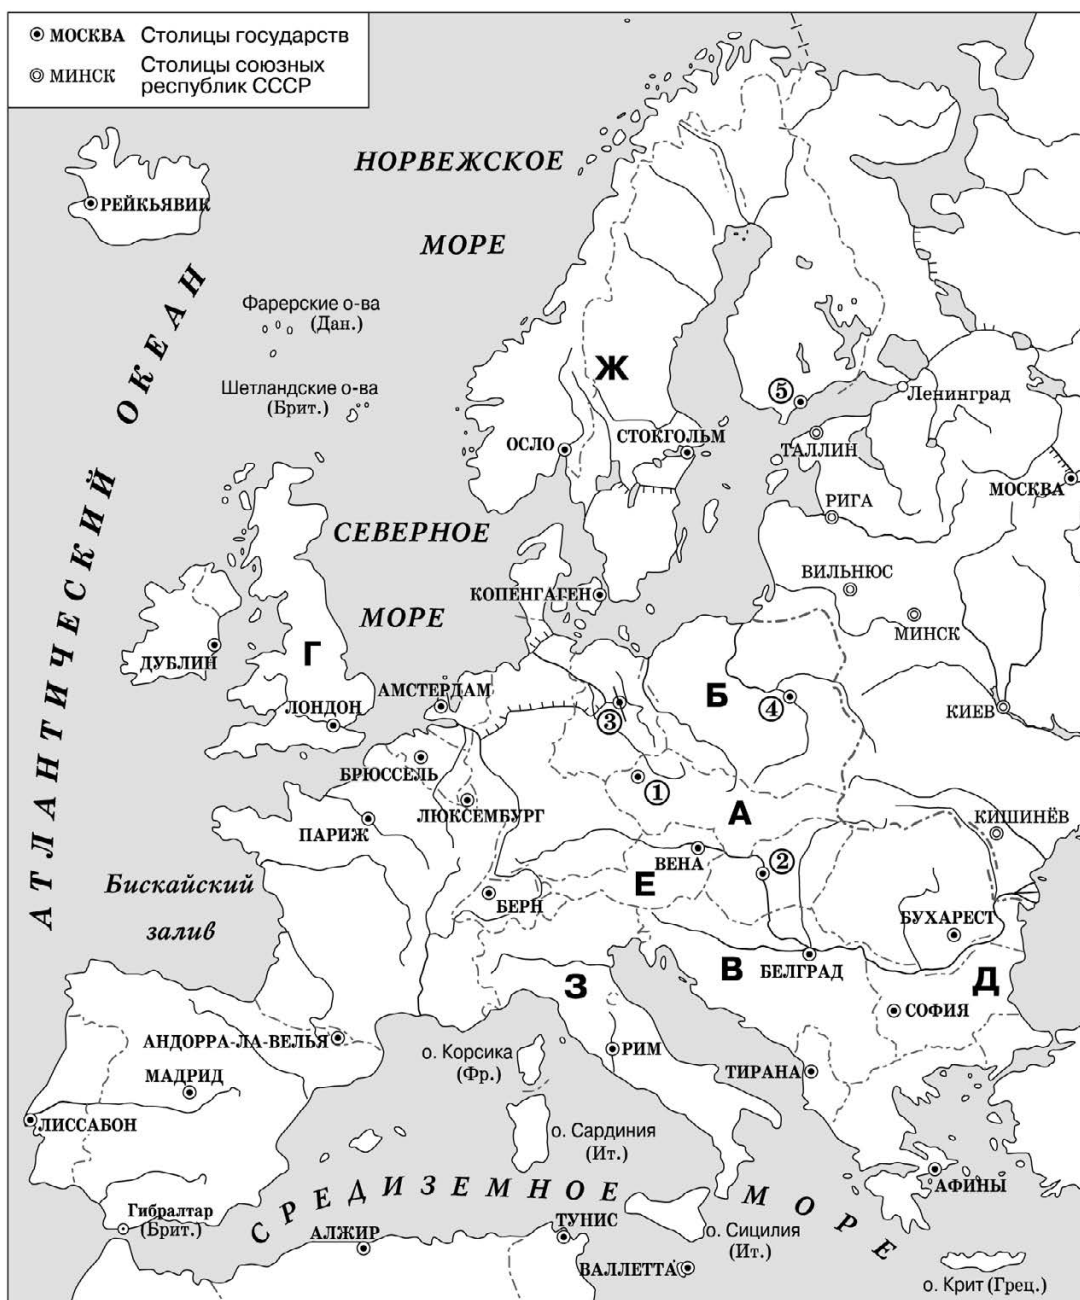 МОСКВА Столицы государств
МИНСК Столицы союзных
республик СССР
НОРВЕЖСКОЕ
МОРЕ
РЕЙКЬЯВИК
АТЛАНТИЧЕСКИЙ ОКЕАН
Фарерские о-ва
(Дан.)
Шетландские о-ва
(Брит.)
Ж
5
Ленинград
ОСЛО
СТОКГОЛЬМ
ТАЛЛИН
МОСКВА
РИГА
СЕВЕРНОЕ
МОРЕ
ВИЛЬНЮС
КОПЕНГАГЕН
МИНСК
Г
ДУБЛИН
АМСТЕРДАМ
Б
ЛОНДОН
4
КИЕВ
3
БРЮССЕЛЬ
1
ЛЮКСЕМБУРГ
А
КИШИНЁВ
ПАРИЖ
ВЕНА
2
Бискайский
залив
Е
БЕРН
БУХАРЕСТ
В
БЕЛГРАД
Д
З
СОФИЯ
АНДОРРА-ЛА-ВЕЛЬЯ
о. Корсика
(Фр.)
РИМ
МАДРИД
ТИРАНА
ЛИССАБОН
о. Сардиния
(Ит.)
СРЕДИЗЕМНОЕ МОРЕ
АФИНЫ
Гибралтар
(Брит.)
АЛЖИР
ТУНИС
о. Сицилия
(Ит.)
ВАЛЛЕТТА
о. Крит (Грец.)